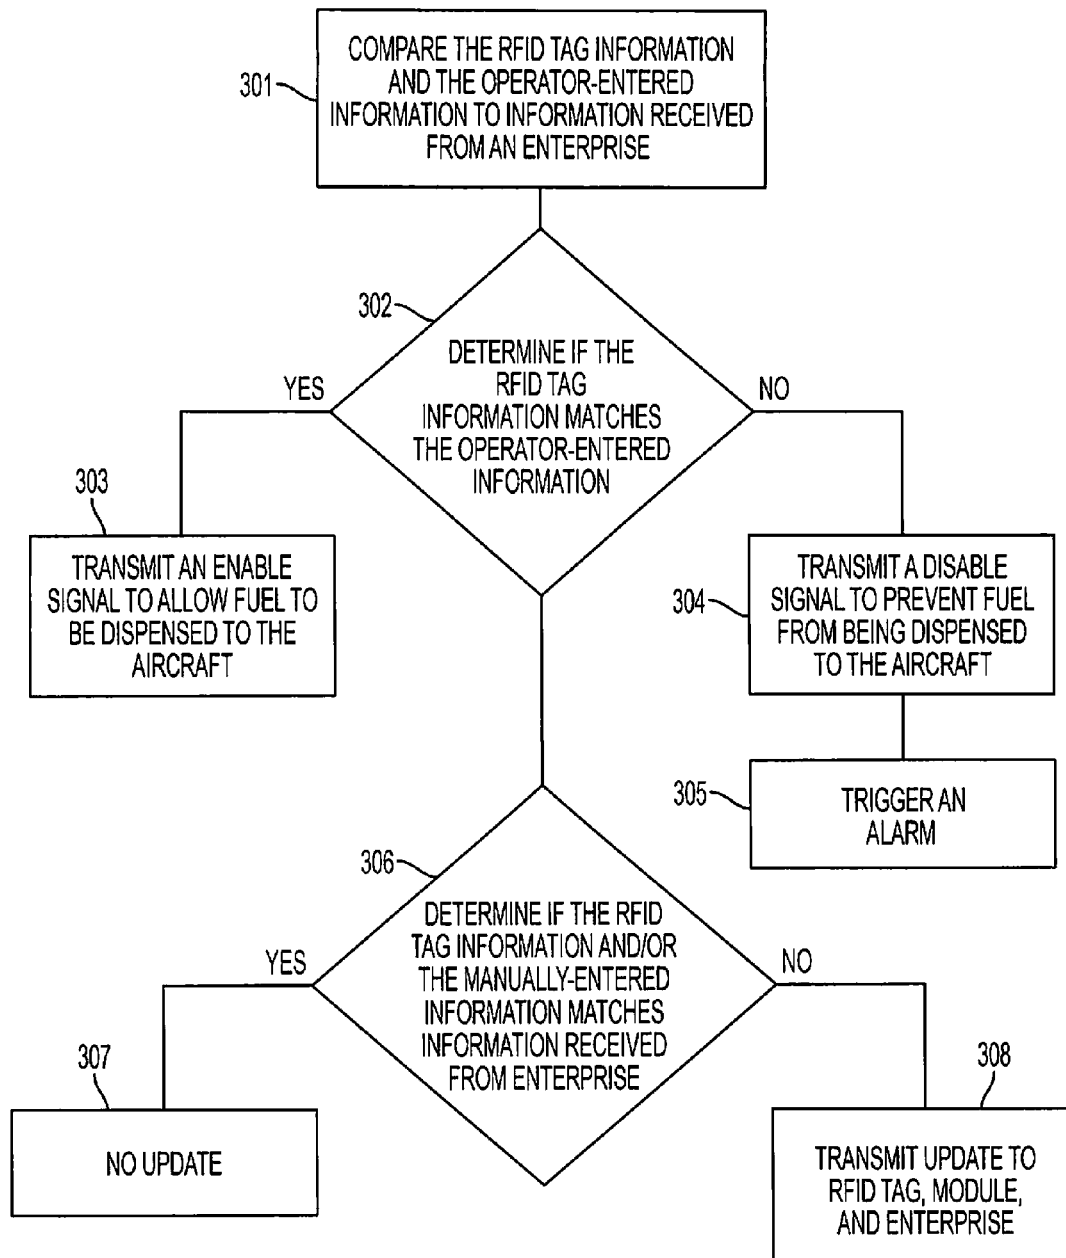 301
COMPARE THE RFID TAG INFORMATION
AND THE OPERATOR-ENTERED
INFORMATION TO INFORMATION RECEIVED
FROM AN ENTERPRISE
302
DETERMINE IF THE
RFID TAG
INFORMATION MATCHES
THE OPERATOR-ENTERED
INFORMATION
YES
NO
303
TRANSMIT AN ENABLE
SIGNAL TO ALLOW FUEL TO
BE DISPENSED TO THE
AIRCRAFT
304
TRANSMIT A DISABLE
SIGNAL TO PREVENT FUEL
FROM BEING DISPENSED
TO THE AIRCRAFT
305
TRIGGER AN
ALARM
306
DETERMINE IF THE RFID
TAG INFORMATION AND/OR
THE MANUALLY-ENTERED
INFORMATION MATCHES
INFORMATION RECEIVED
FROM ENTERPRISE
YES
NO
307
NO UPDATE
308
TRANSMIT UPDATE TO
RFID TAG, MODULE,
AND ENTERPRISE